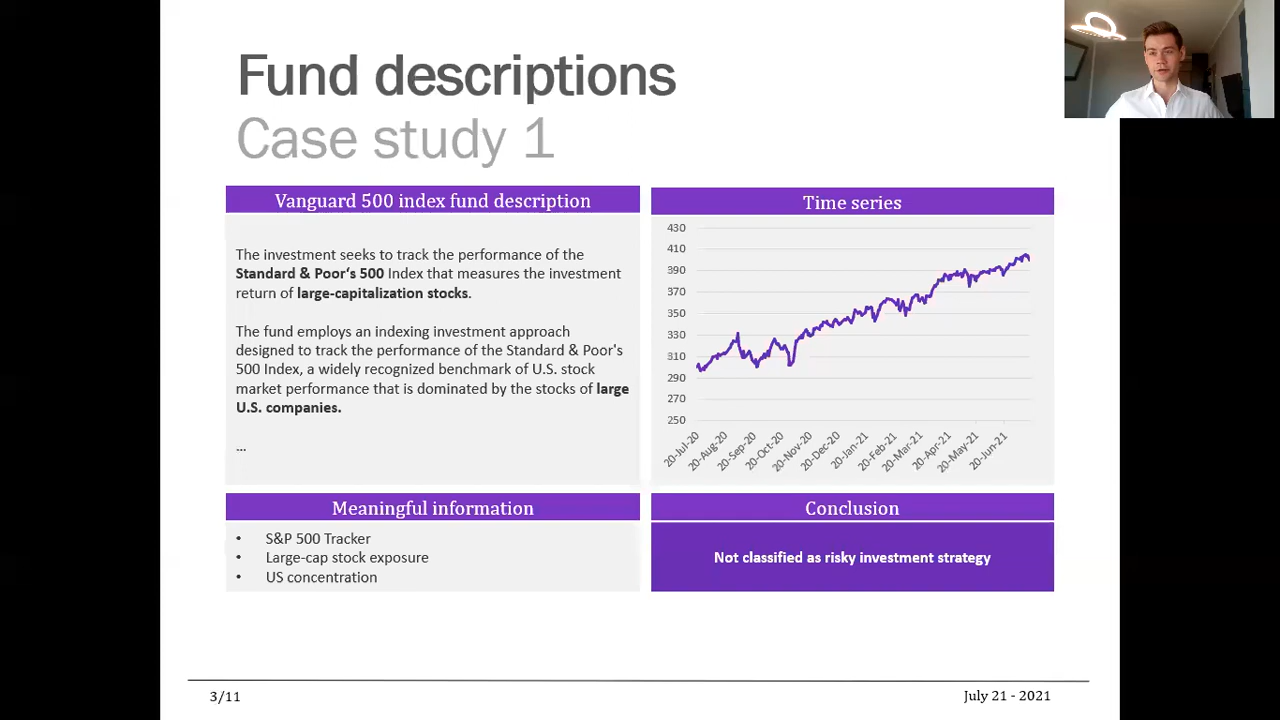 Fund descriptions
Case study 1
Vanguard 500 index fund description
The investment seeks to track the performance of the
Standard & Poor‘s 500 Index that measures the investment
return of large-capitalization stocks.
The fund employs an indexing investment approach
designed to track the performance of the Standard & Poor's
500 Index, a widely recognized benchmark of U.S. stock
market performance that is dominated by the stocks of large
U.S. companies.
...
Time series
430
410
390
370
350
330
310
290
270
250
20-Jul-20
20-Aug-20
20-Sep-20
20-Oct-20
20-Nov-20
20-Dec-20
20-Jan-21
20-Feb-21
20-Mar-21
20-Apr-21
20-May-21
20-Jun-21
Meaningful information
• S&P 500 Tracker
• Large-cap stock exposure
• US concentration
Conclusion
Not classified as risky investment strategy
3/11
July 21 - 2021